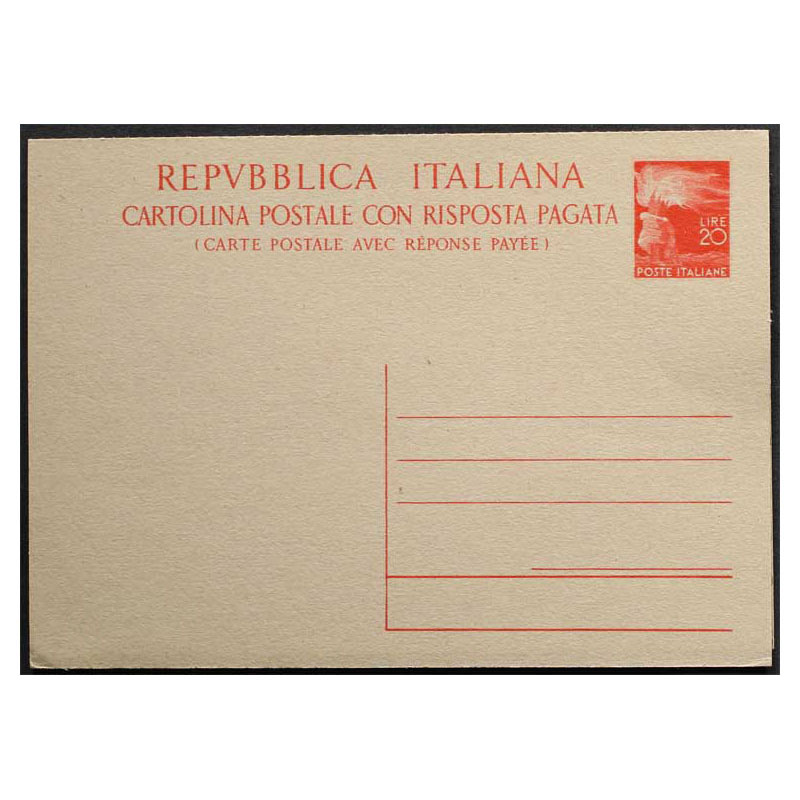 REPVBBLICA ITALIANA
CARTOLINA POSTALE CON RISPOSTA PAGATA
(CARTE POSTALE AVEC RÉPONSE PAYÉE)
LIRE
20
POSTE ITALIANE